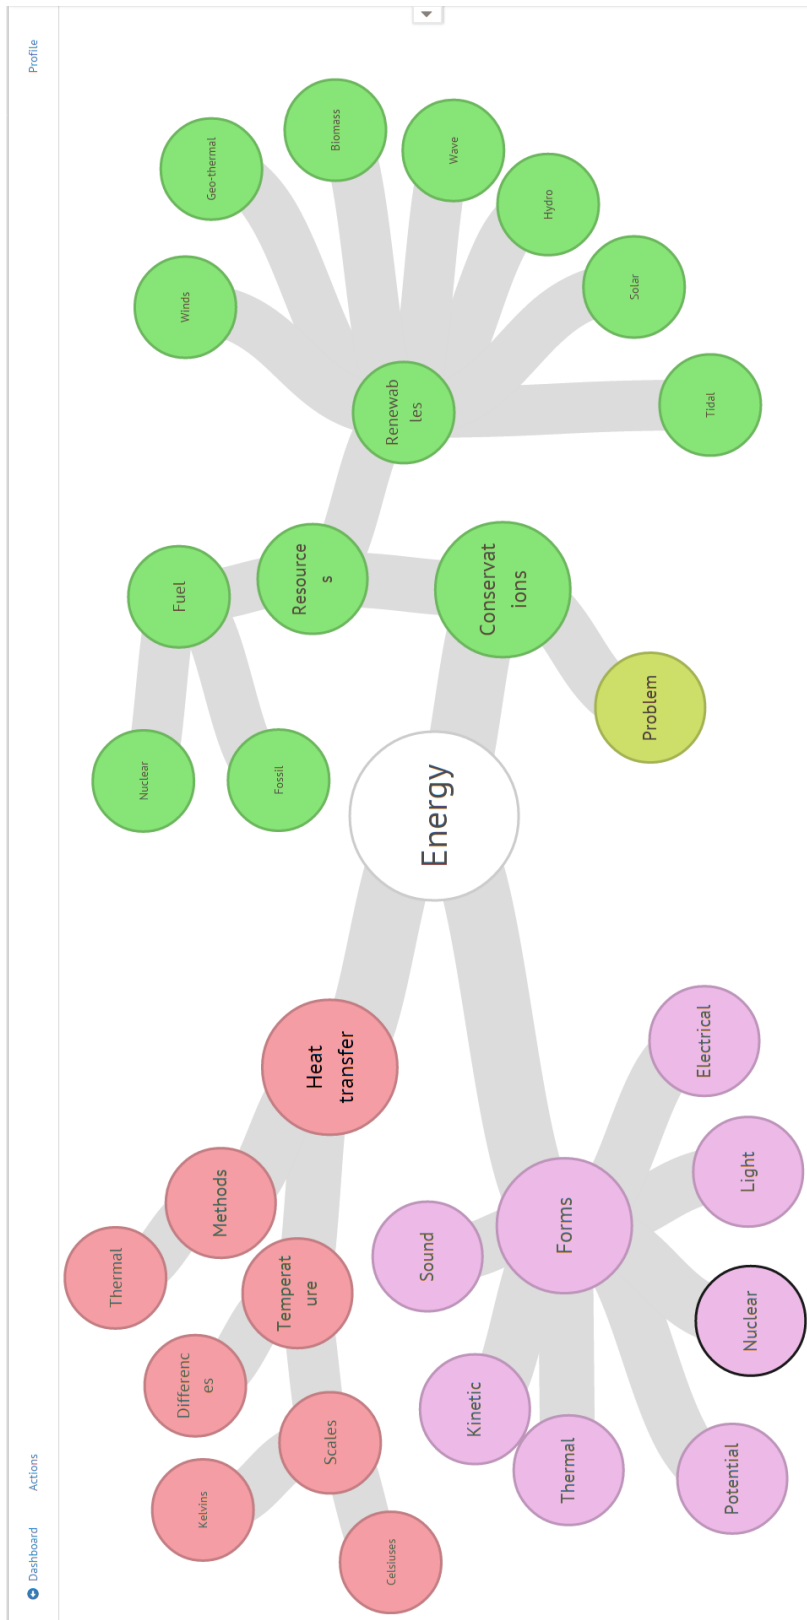 Dashboard
Actions
Profile
Thermal
Methods
Differenc
es
Kelvins
Temperat
ure
Scales
Celsiuses
Heat
transfer
Nuclear
Fossil
Fuel
Resource
s
Winds
Geo-thermal
Biomass
Wave
Hydro
Solar
Tidal
Renewab
les
Conservat
ions
Problem
Energy
Sound
Kinetic
Thermal
Forms
Potential
Nuclear
Light
Electrical